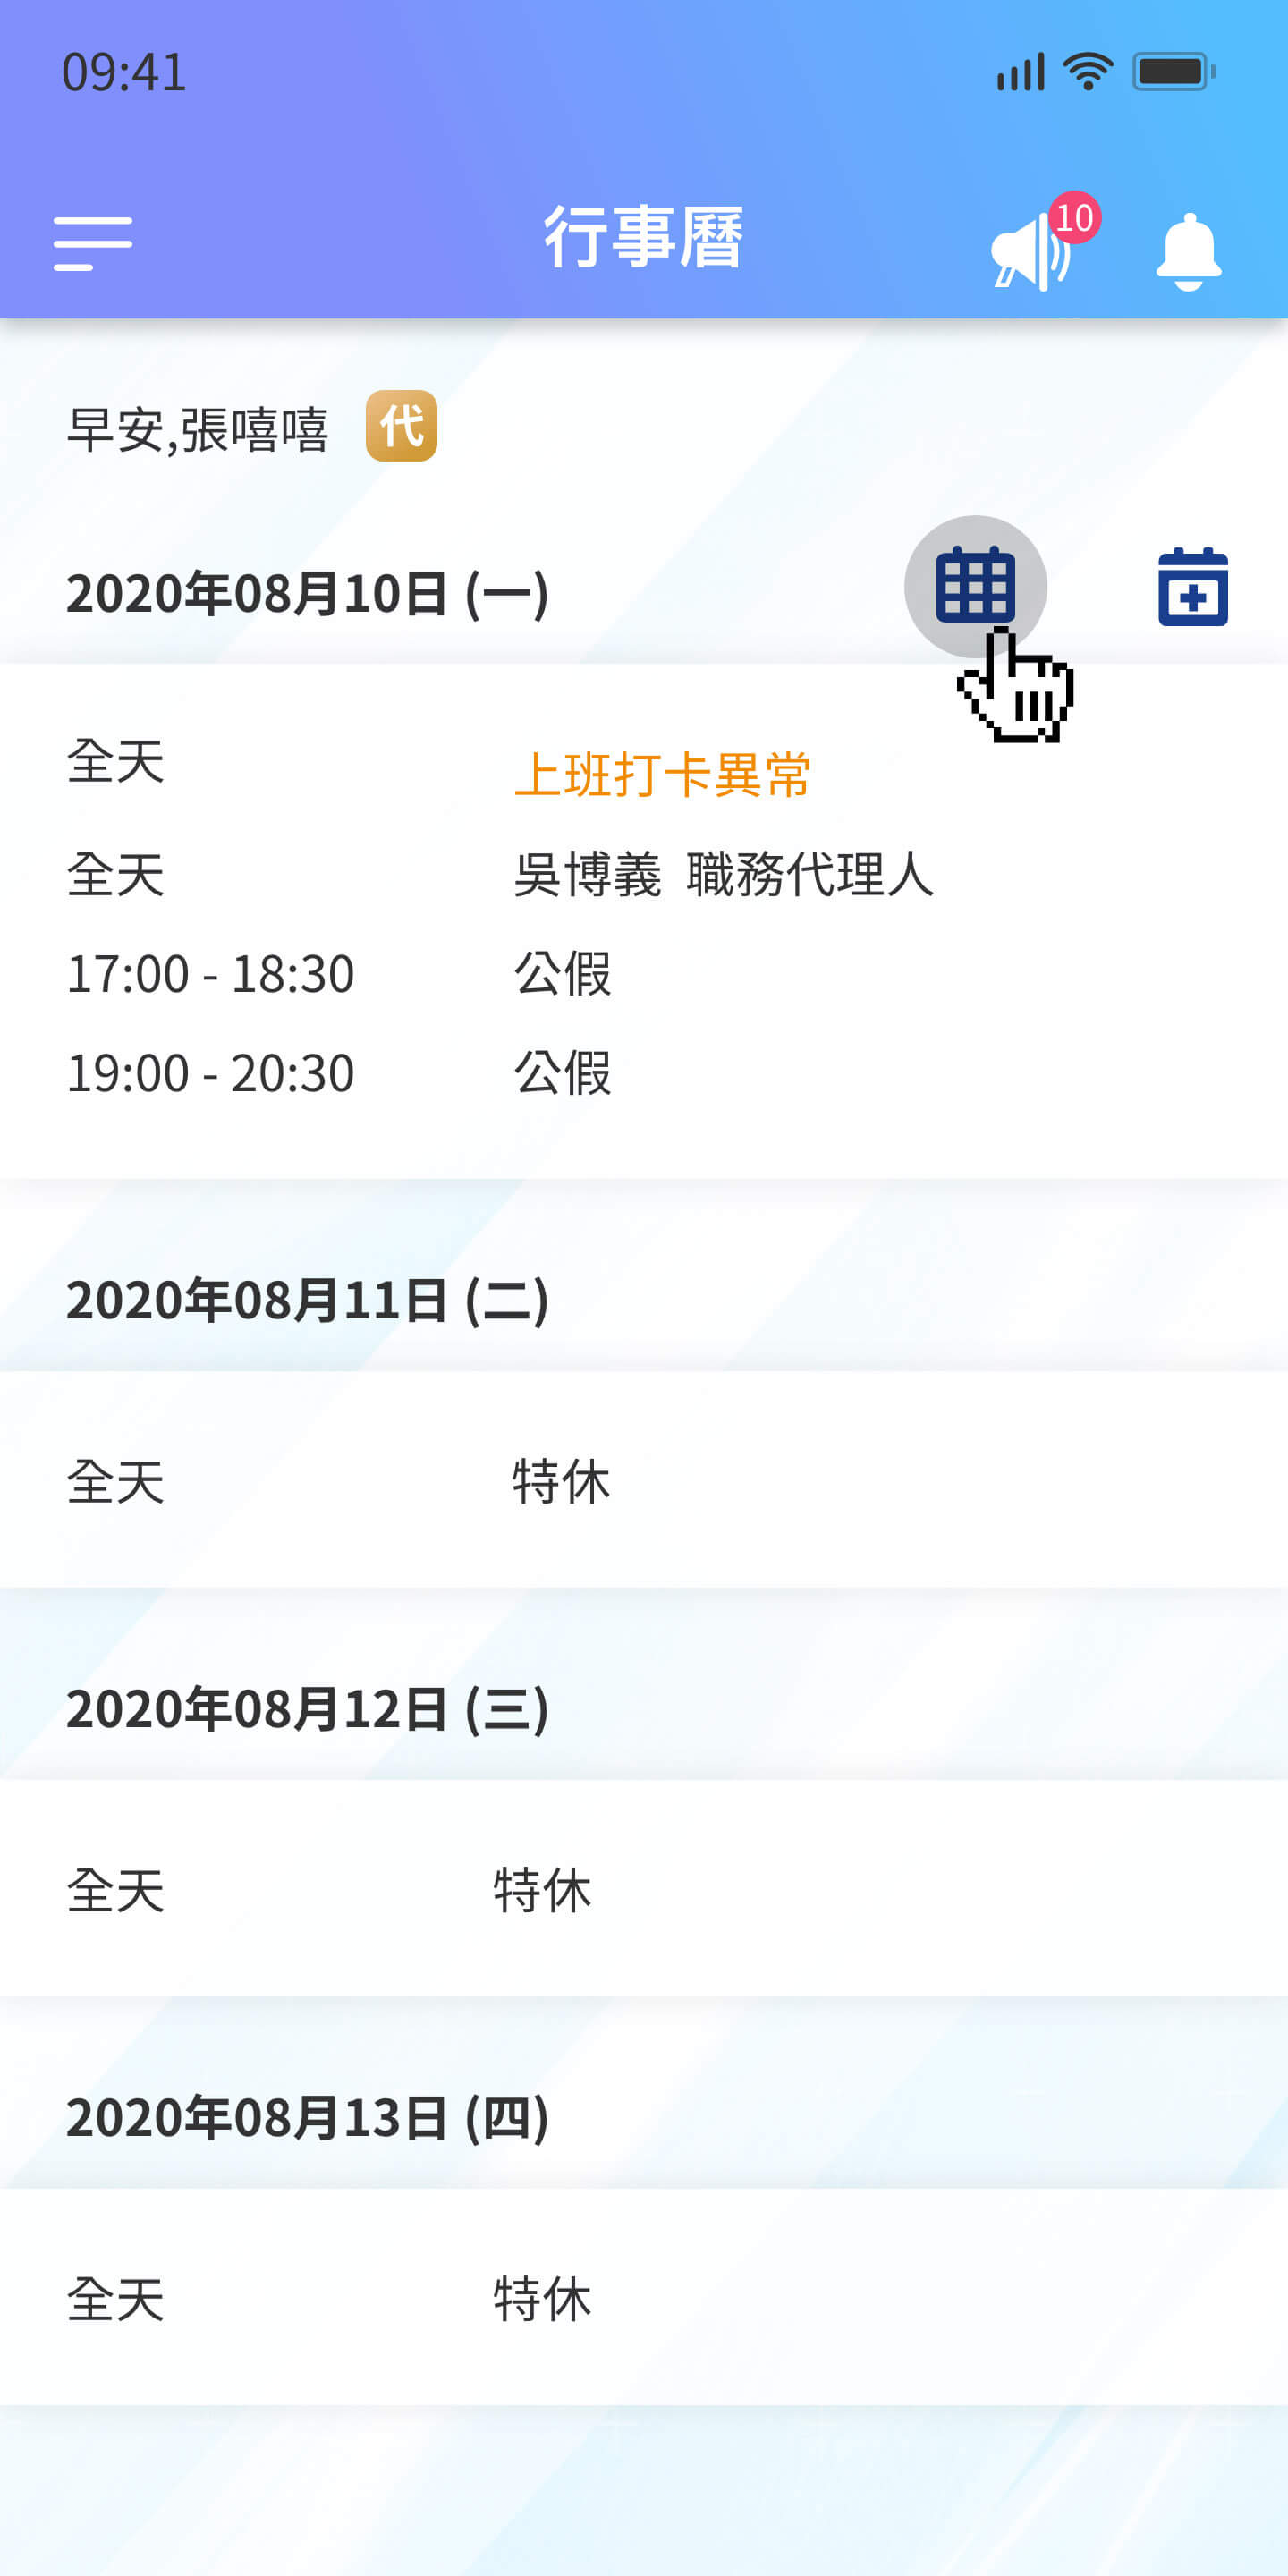 09:41
行事曆
10
早安,張嘻嘻 代
2020年08月10日 (一)
全天 上班打卡異常
全天 吳博義 職務代理人
17:00 - 18:30 公假
19:00 - 20:30 公假
2020年08月11日 (二)
全天 特休
2020年08月12日 (三)
全天 特休
2020年08月13日 (四)
全天 特休